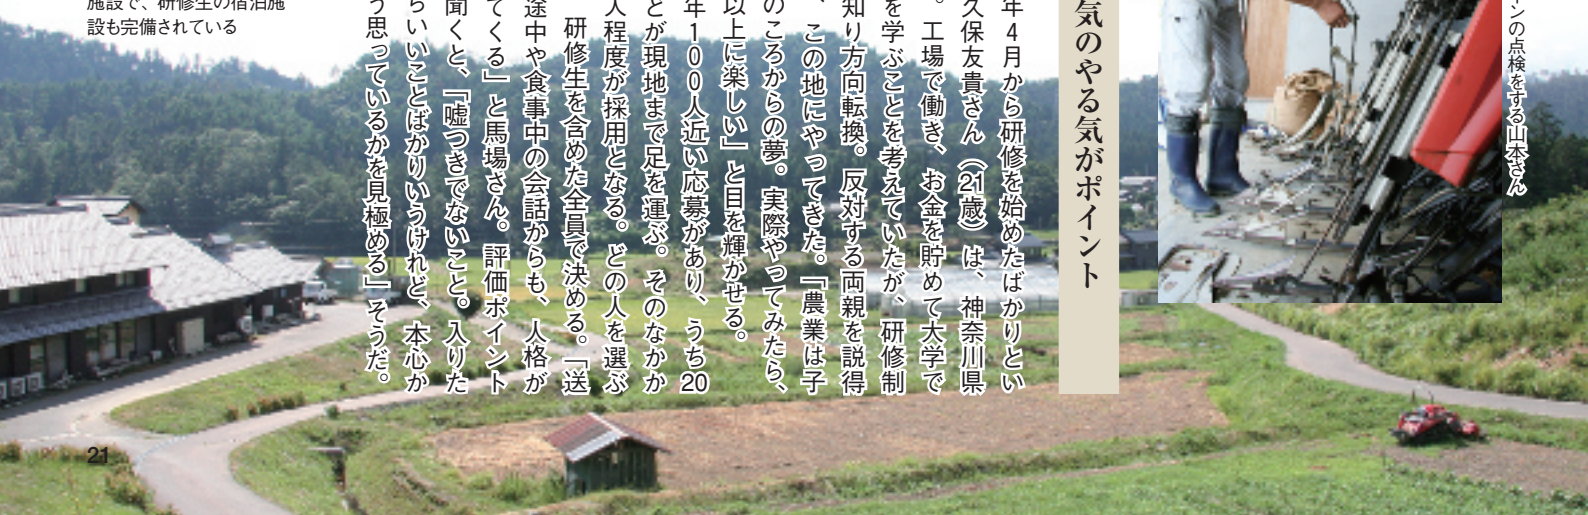 ンの点検をする山本さん
気のやる気がポイント
年4月から研修を始めたばかりとい
久保友貴さん（21歳）は、神奈川県
。工場で働き、お金を貯めて大学で
を学ぶことを考えていたが、研修制
知り方向転換。反対する両親を説得
、この地にやってきた。「農業は子
のころからの夢。実際やってみたら、
以上に楽しい」と目を輝かせる。
年100人近い応募があり、うち20
とが現地まで足を運ぶ。そのなかか
人程度が採用となる。どの人を選ぶ
研修生を含めた全員で決める。「送
途中や食事中の会話からも、人格が
てくる」と馬場さん。評価ポイント
聞くと、「嘘つきでないこと。入りた
らいいことばかりいうけれど、本心か
う思っているかを見極める」そうだ。
施設で、研修生の宿泊施
設も完備されている
21